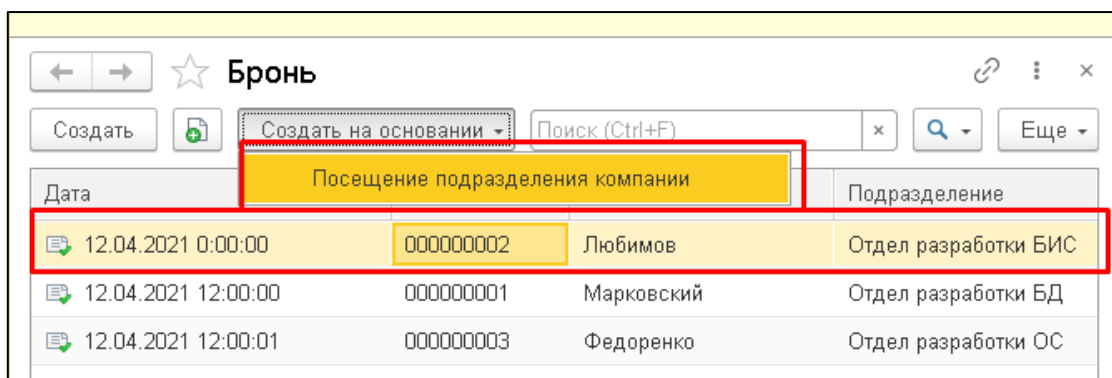 Бронь
Создать Создать на основании Поиск (Ctrl+F) Еще
Посещение подразделения компании
Дата Подразделение
12.04.2021 0:00:00 000000002 Любимов Отдел разработки БИС
12.04.2021 12:00:00 000000001 Марковский Отдел разработки БД
12.04.2021 12:00:01 000000003 Федоренко Отдел разработки ОС